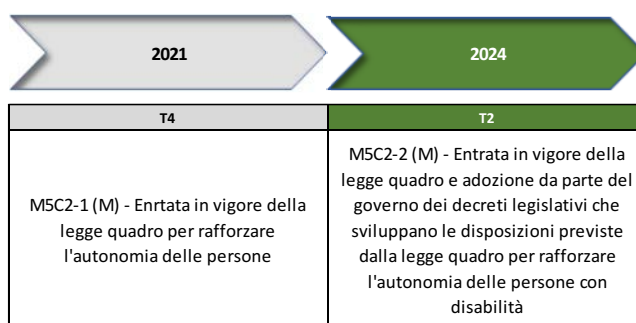 2021
2024
T4
T2
M5C2-1 (M) - Enrtata in vigore della
legge quadro per rafforzare
l'autonomia delle persone
M5C2-2 (M) - Entrata in vigore della
legge quadro e adozione da parte del
governo dei decreti legislativi che
sviluppano le disposizioni previste
dalla legge quadro per rafforzare
l'autonomia delle persone con
disabilità